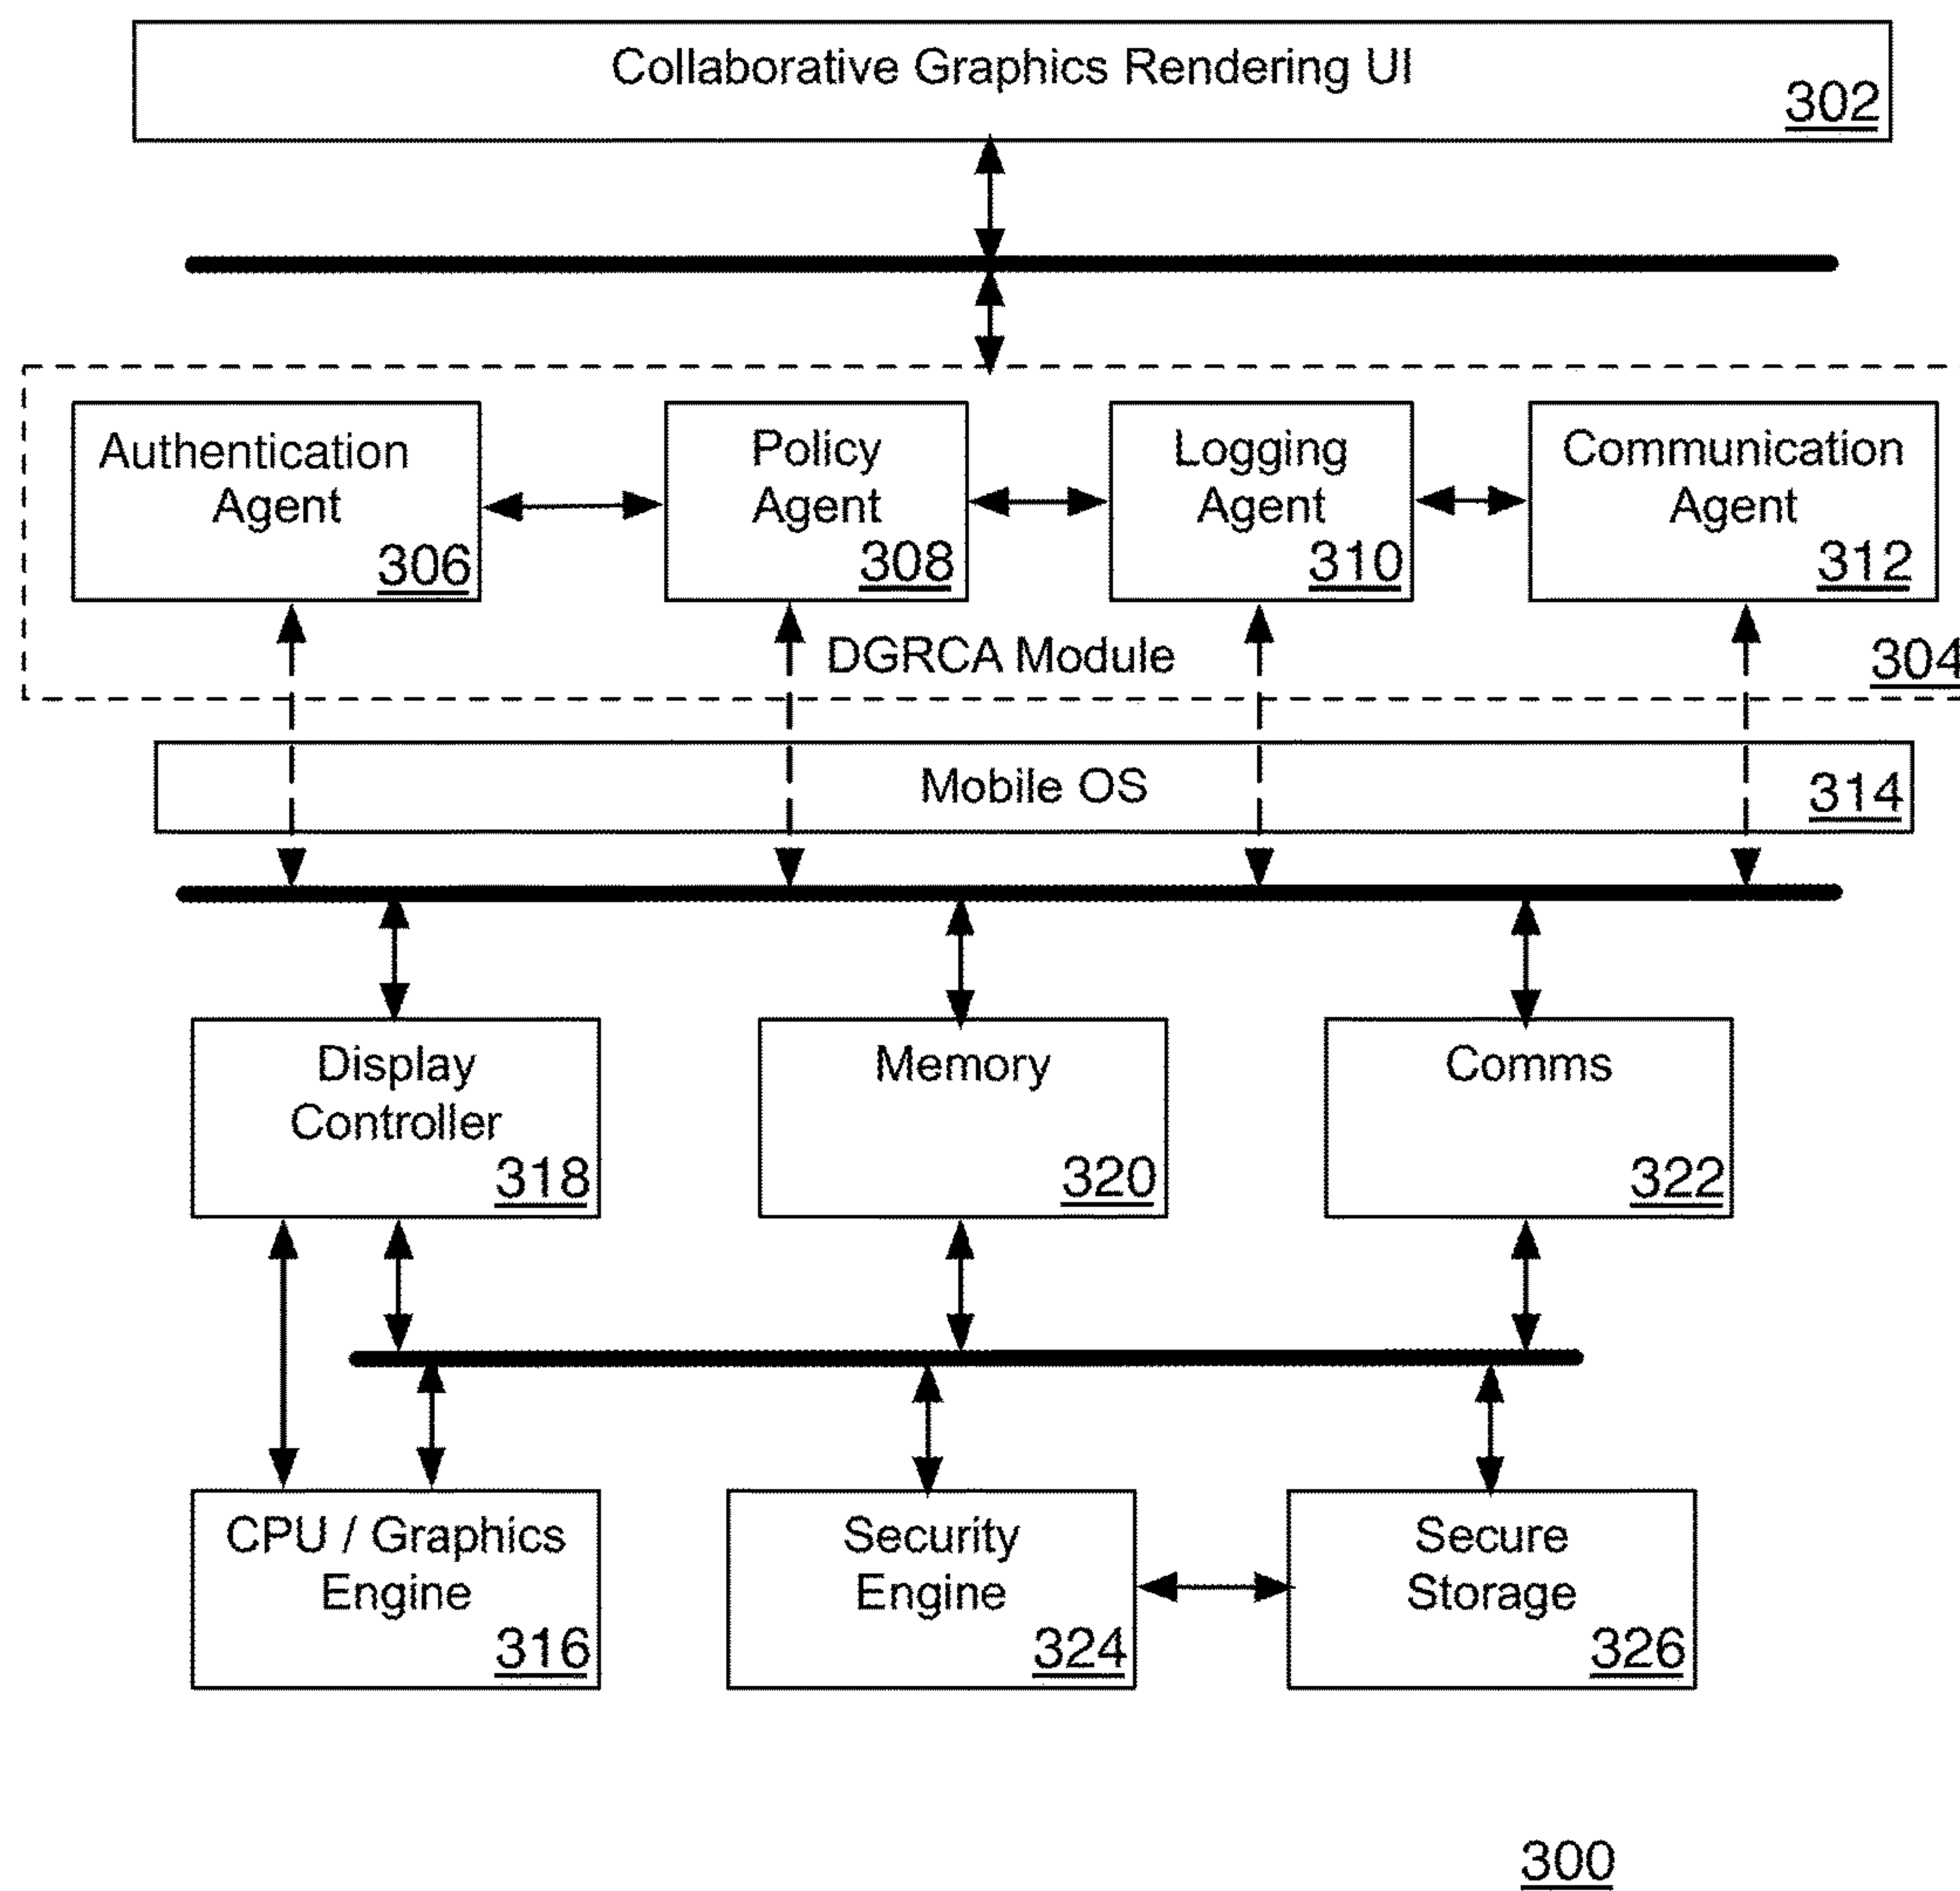 Collaborative Graphics Rendering UI
302
Authentication
Agent
306
Policy
Agent
308
Logging
Agent
310
Communication
Agent
312
DGRCA Module
304
Mobile OS
314
Display
Controller
318
Memory
320
Comms
322
CPU / Graphics
Engine
316
Security
Engine
324
Secure
Storage
326
300